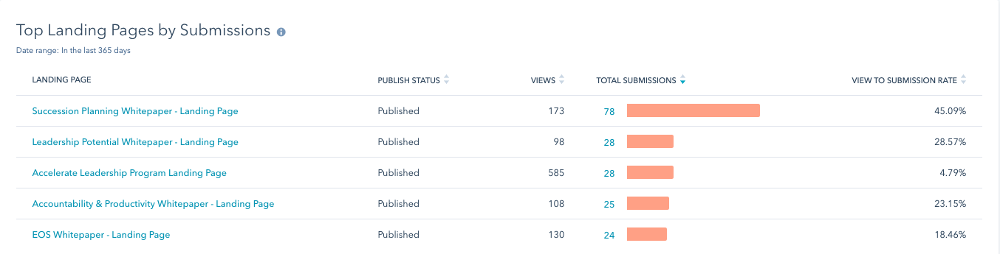 Top Landing Pages by Submissions
Date range: In the last 365 days
LANDING PAGE PUBLISH STATUS VIEWS TOTAL SUBMISSIONS VIEW TO SUBMISSION RATE
Succession Planning Whitepaper - Landing Page Published 173 78 45.09%
Leadership Potential Whitepaper - Landing Page Published 98 28 28.57%
Accelerate Leadership Program Landing Page Published 585 28 4.79%
Accountability & Productivity Whitepaper - Landing Page Published 108 25 23.15%
EOS Whitepaper - Landing Page Published 130 24 18.46%